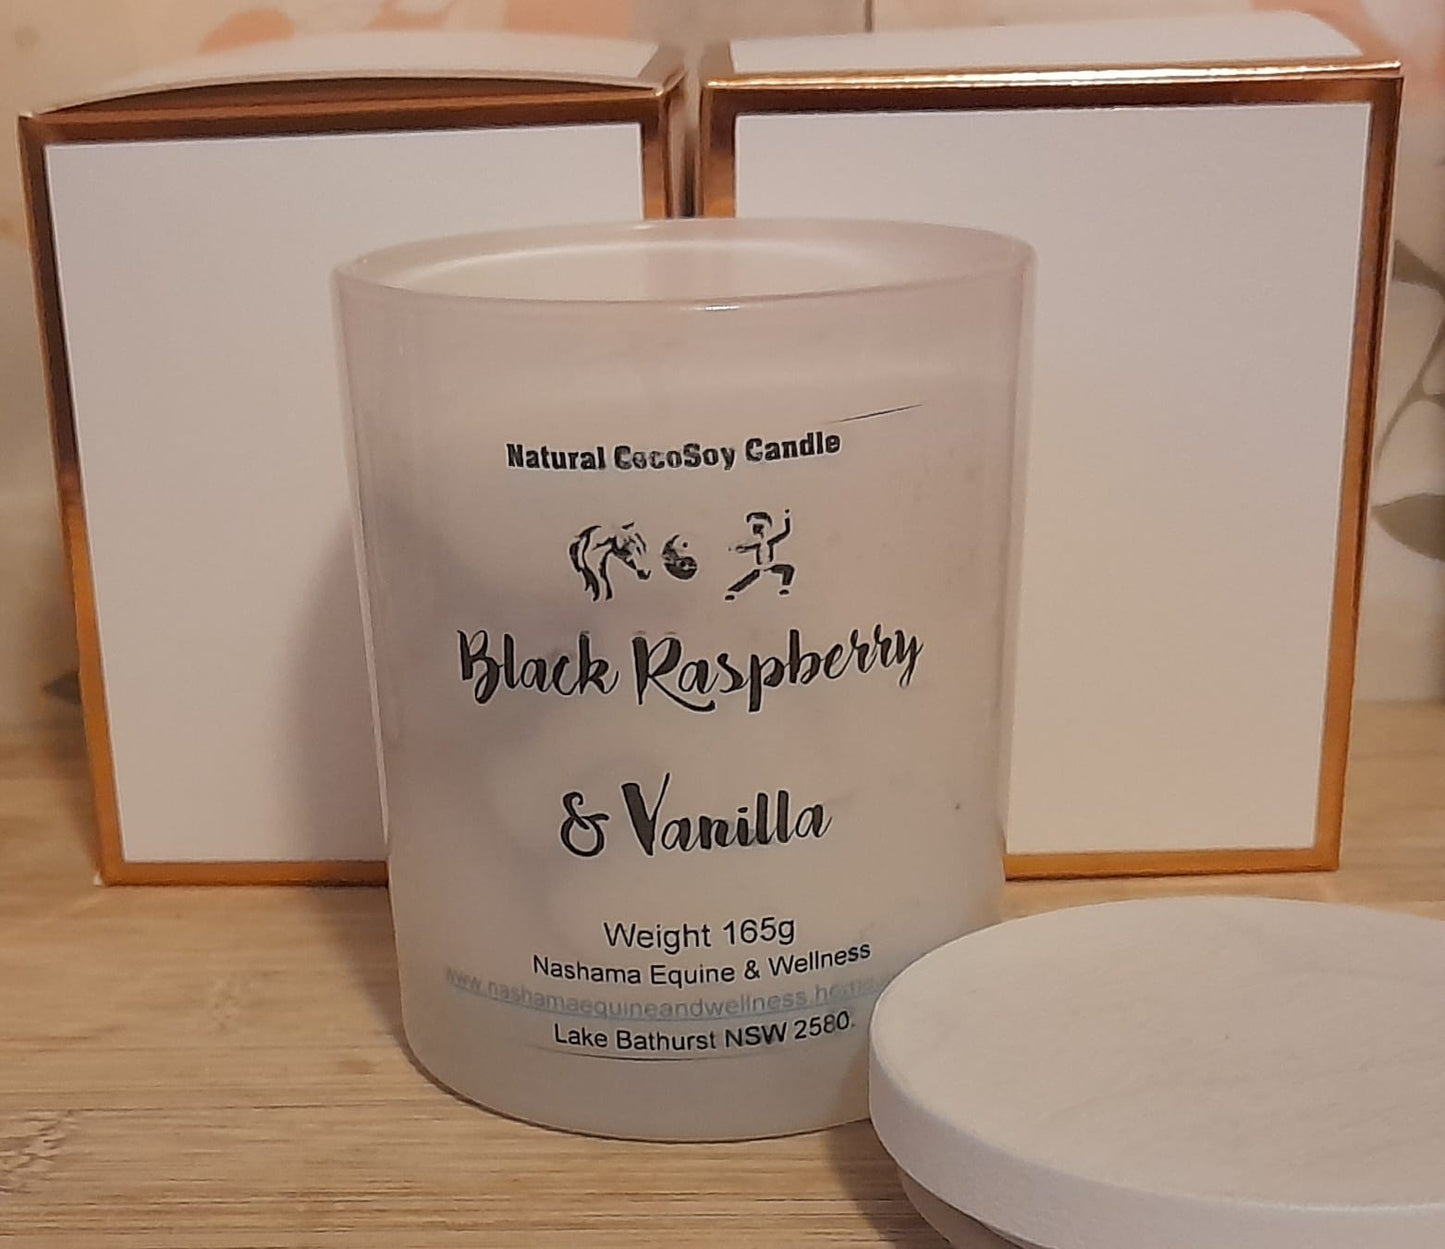 Natural CocoSoy Candle
Black Raspberry
& Vanilla
Weight 165g
Nashama Equine & Wellness
Lake Bathurst NSW 2580.